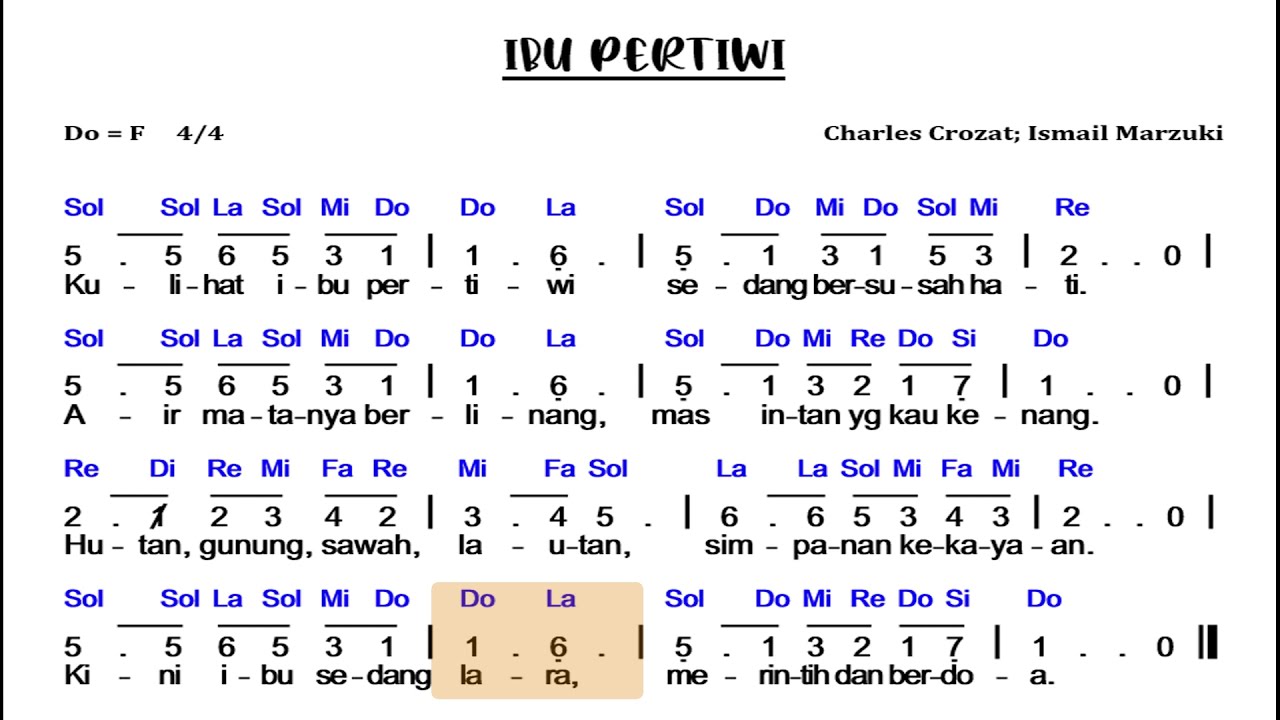 IBU PERTIWI
Do = F 4/4 Charles Crozat; Ismail Marzuki
Sol Sol La Sol Mi Do Do La Sol Do Mi Do Sol Mi Re
5 . 5 6 5 3 1 | 1 . 6̣ . | 5̣ . 1 3 1 5 3 | 2 . . 0 |
Ku - li-hat i-bu per - ti - wi se - dang ber-su-sah ha - ti.
Sol Sol La Sol Mi Do Do La Sol Do Mi Re Do Si Do
5 . 5 6 5 3 1 | 1 . 6̣ . | 5̣ . 1 3 2 1 7̣ | 1 . . 0 |
A - ir ma-ta-nya ber - li - nang, mas in-tan yg kau ke - nang.
Re Di Re Mi Fa Re Mi Fa Sol La La Sol Mi Fa Mi Re
2 . 1̸ 2 3 4 2 | 3 . 4 5 . | 6 . 6 5 3 4 3 | 2 . . 0 |
Hu - tan, gunung, sawah, la - u-tan, sim - pa-nan ke-ka-ya - an.
Sol Sol La Sol Mi Do Do La Sol Do Mi Re Do Si Do
5 . 5 6 5 3 1 | 1 . 6̣ . | 5̣ . 1 3 2 1 7̣ | 1 . . 0 ||
Ki - ni i-bu se-dang la - ra, me - rin-tih dan ber-do - a.